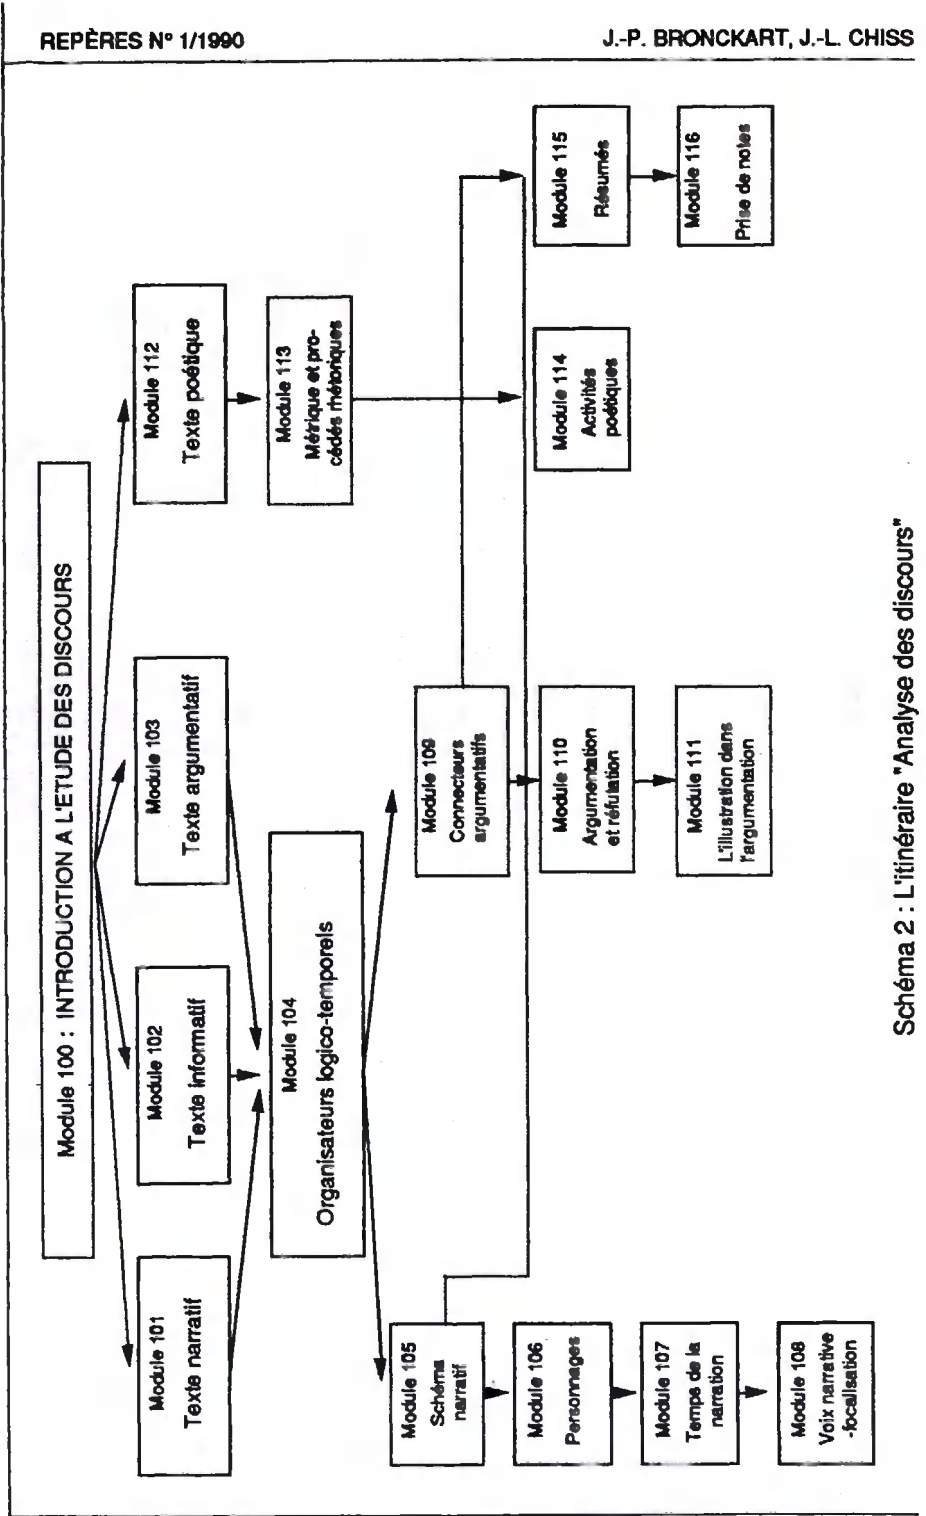 REPÈRES N° 1/1990
J.-P. BRONCKART, J.-L. CHISS
Module 100 : INTRODUCTION A L'ETUDE DES DISCOURS
Module 101
Texte narratif
Module 102
Texte informatif
Module 103
Texte argumentatif
Module 112
Texte poétique
Module 104
Organisateurs logico-temporels
Module 113
Métrique et pro-
cédés rhétoriques
Module 105
Schéma
narratif
Module 109
Connecteurs
argumentatifs
Module 106
Personnages
Module 110
Argumentation
et réfutation
Module 114
Activités
poétiques
Module 115
Résumés
Module 107
Temps de la
narration
Module 111
L'illustration dans
l'argumentation
Module 116
Prise de notes
Module 108
Voix narrative
-focalisation
Schéma 2 : L'itinéraire "Analyse des discours"